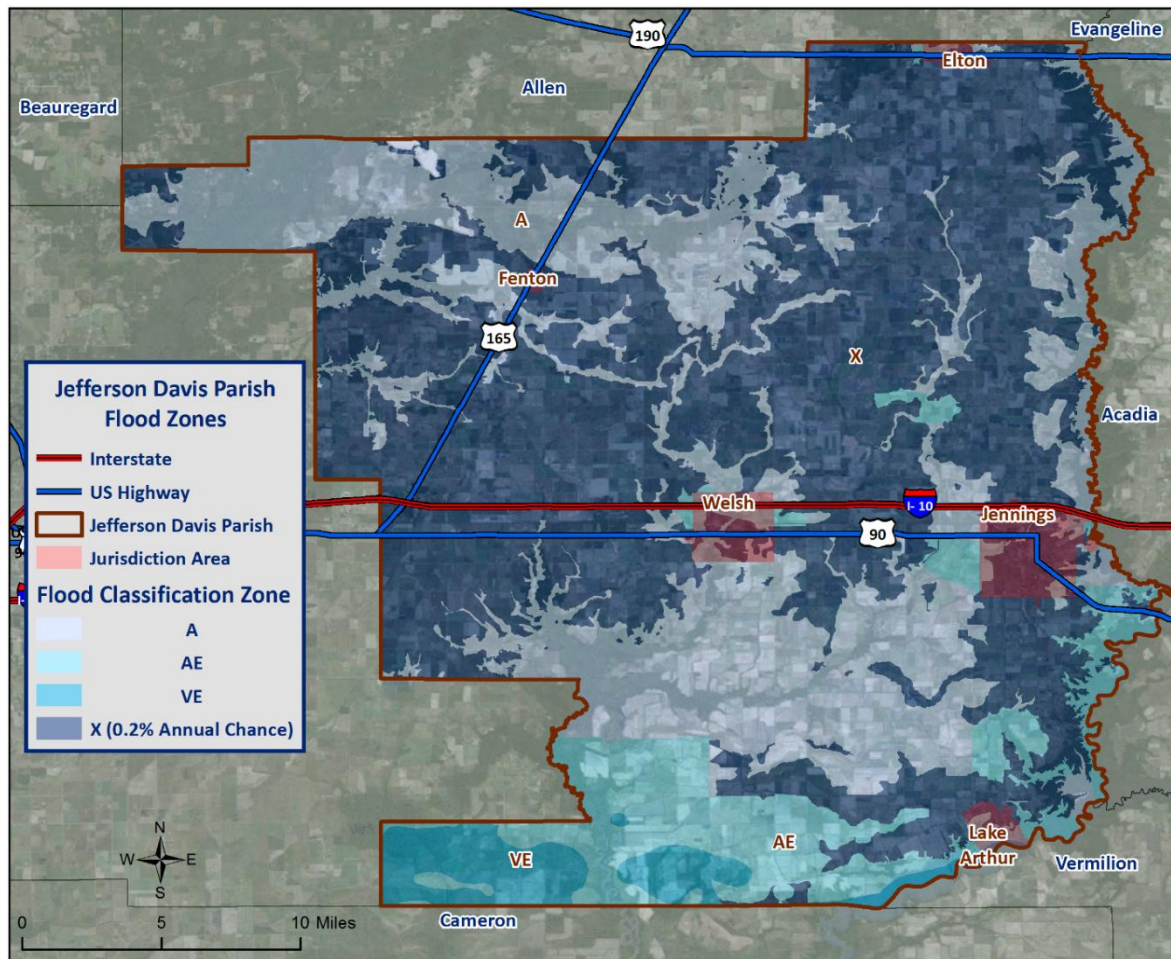 Evangeline
190
Elton
Allen
Beauregard
A
Fenton
165
X
Jefferson Davis Parish
Flood Zones
Interstate
US Highway
Jefferson Davis Parish
Jurisdiction Area
Flood Classification Zone
A
AE
VE
X (0.2% Annual Chance)
Acadia
Welsh
I- 10
Jennings
90
N
W E
S
VE
AE
Lake
Arthur
Vermilion
Cameron
0 5 10 Miles